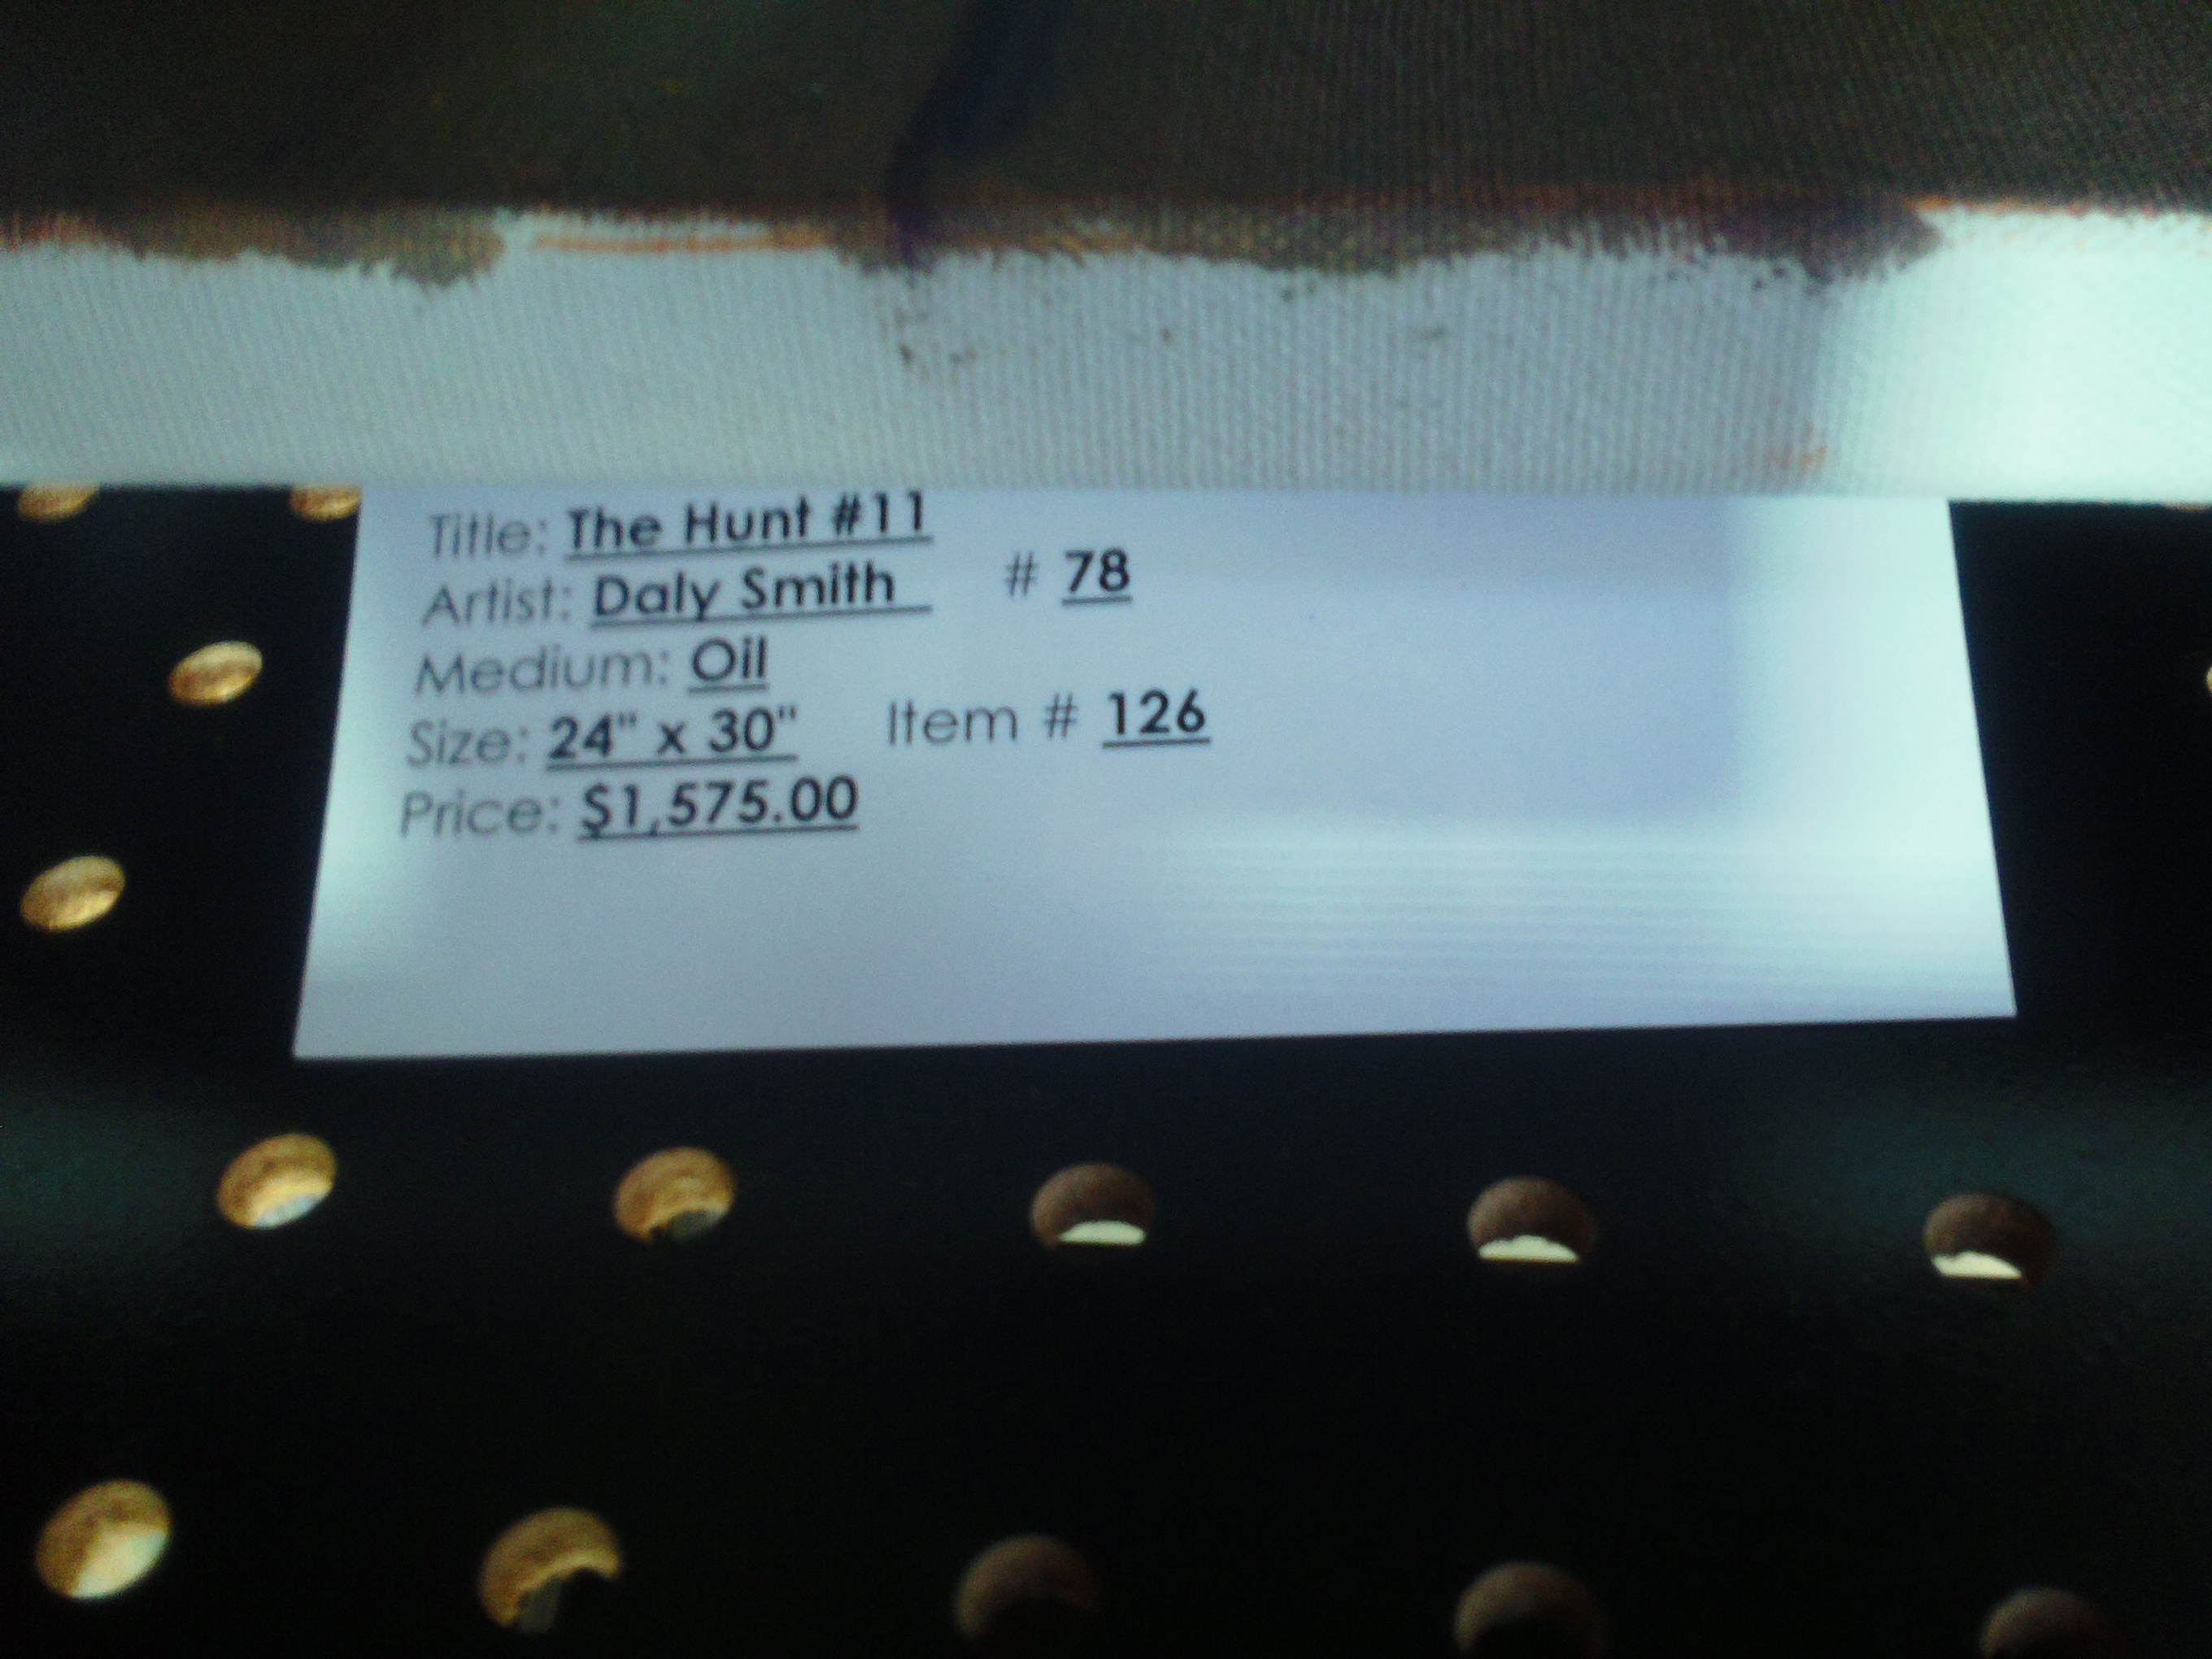 Title: The Hunt #11
Artist: Daly Smith # 78
Medium: Oil
Size: 24" x 30" Item # 126
Price: $1,575.00